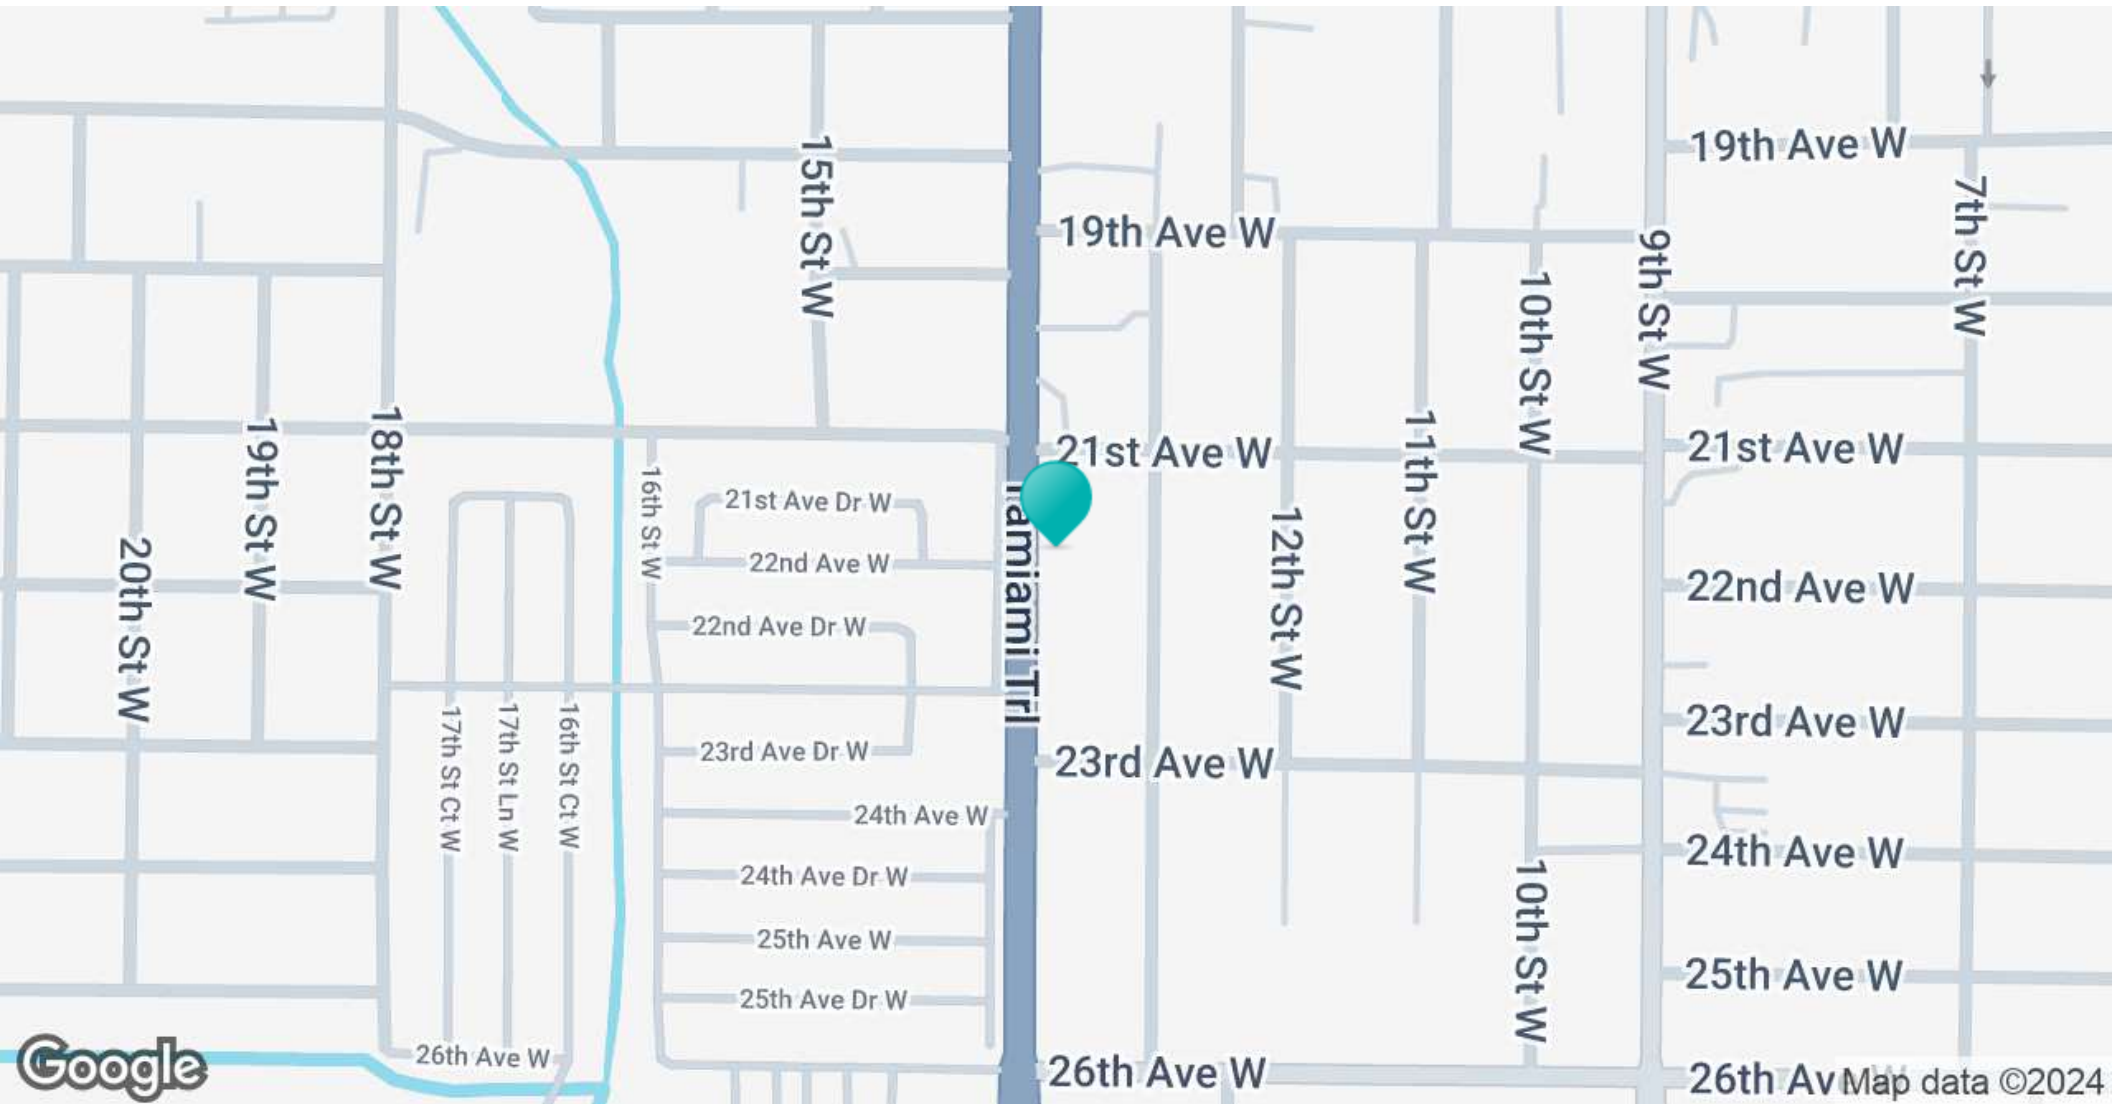 19th Ave W
15th St W
7th St W
19th Ave W
9th St W
10th St W
18th St W
19th St W
11th St W
21st Ave W
21st Ave W
16th St W
21st Ave Dr W
12th St W
20th St W
22nd Ave W
22nd Ave W
Tamiami Trl
22nd Ave Dr W
17th St Ct W
17th St Ln W
16th St Ct W
23rd Ave W
23rd Ave Dr W
23rd Ave W
24th Ave W
24th Ave W
10th St W
24th Ave Dr W
25th Ave W
25th Ave W
25th Ave Dr W
26th Ave W
26th Ave W
26th Av
Google
Map data ©2024